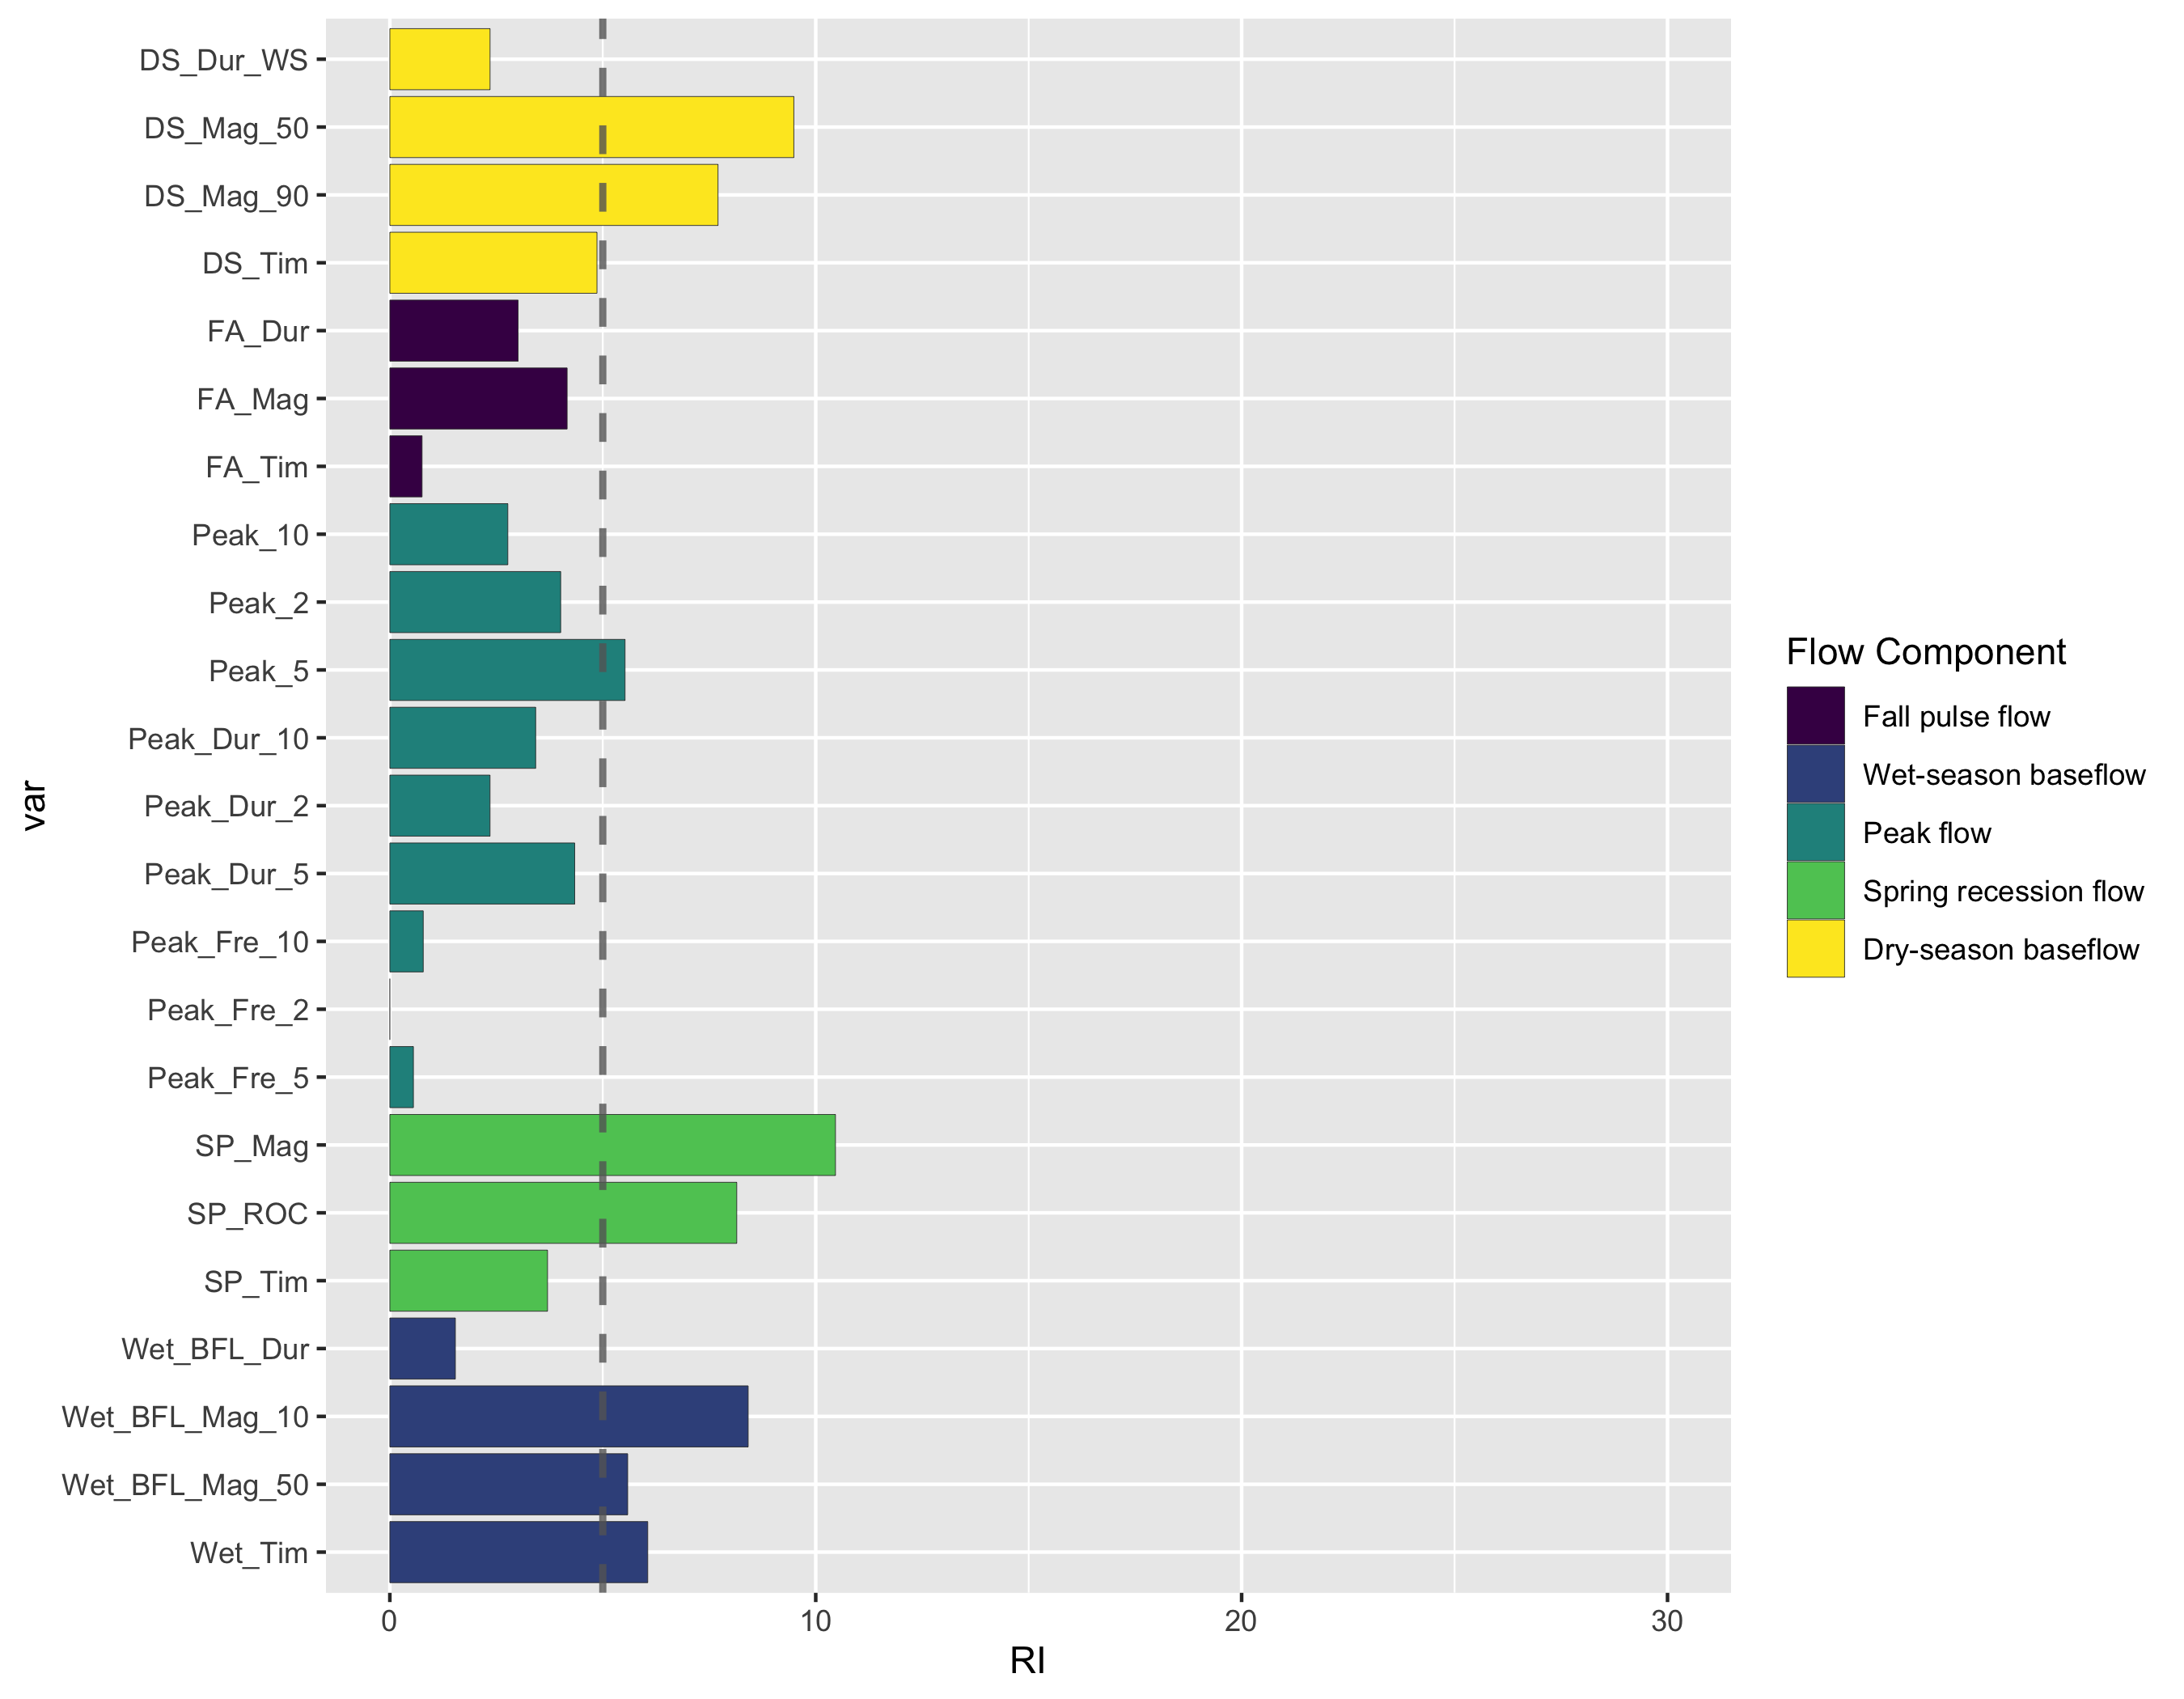 DS_Dur_WS
DS_Mag_50
DS_Mag_90
DS_Tim
FA_Dur
FA_Mag
FA_Tim
Peak_10
Peak_2
Peak_5
Peak_Dur_10
Peak_Dur_2
Peak_Dur_5
Peak_Fre_10
Peak_Fre_2
Peak_Fre_5
SP_Mag
SP_ROC
SP_Tim
Wet_BFL_Dur
Wet_BFL_Mag_10
Wet_BFL_Mag_50
Wet_Tim
var
0 10 20 30
RI
Flow Component
Fall pulse flow
Wet-season baseflow
Peak flow
Spring recession flow
Dry-season baseflow